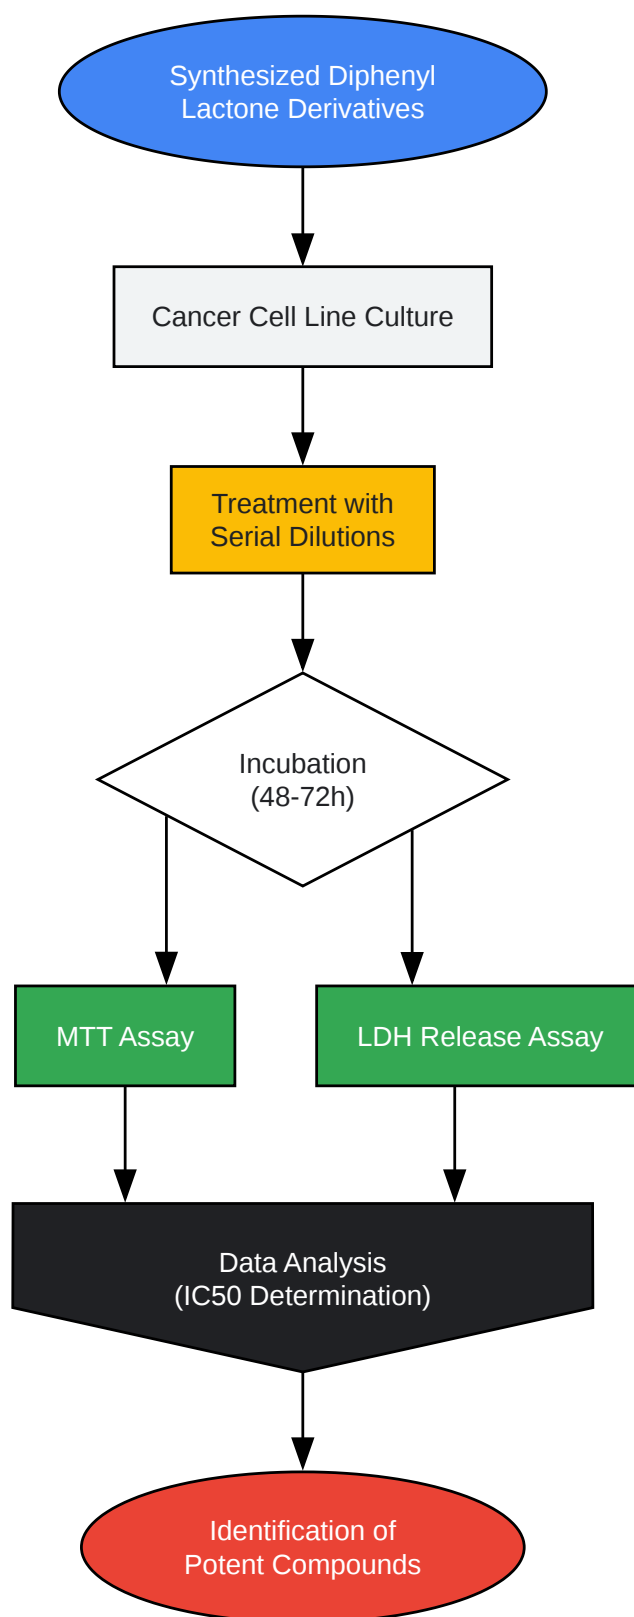 Synthesized Diphenyl
Lactone Derivatives
Cancer Cell Line Culture
Treatment with
Serial Dilutions
Incubation
(48-72h)
MTT Assay
LDH Release Assay
Data Analysis
(IC50 Determination)
Identification of
Potent Compounds